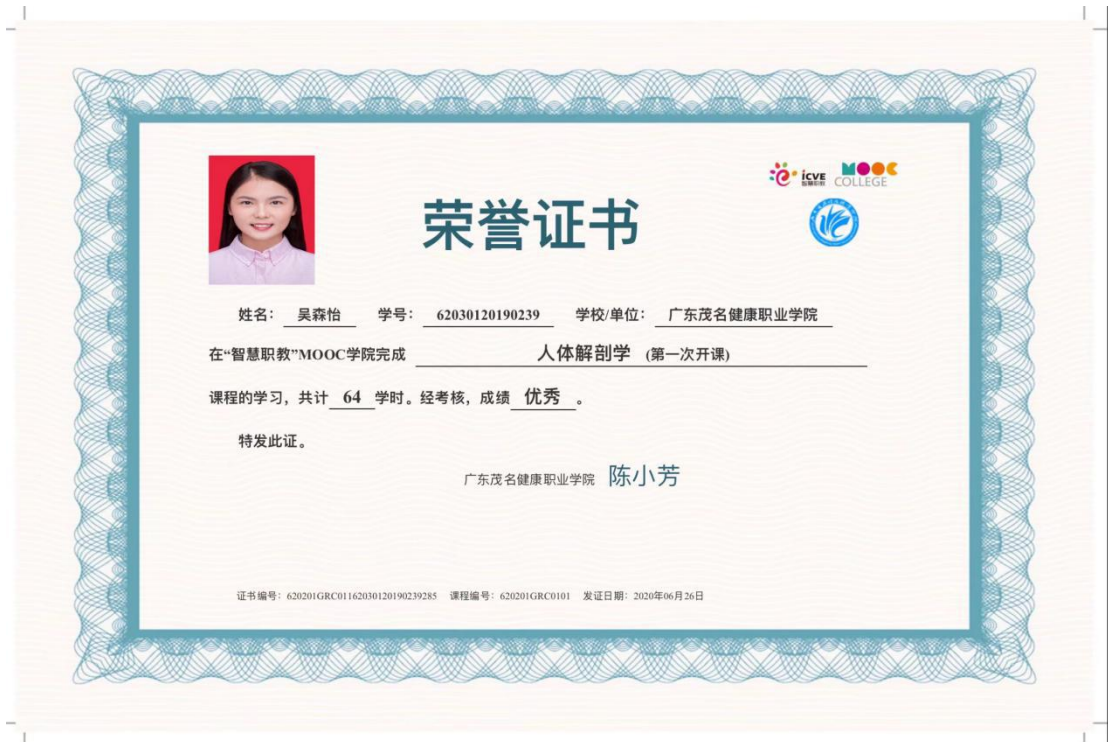 icve
智慧职教
MOOC
COLLEGE
荣誉证书
姓名： 吴森怡 学号： 62030120190239 学校/单位： 广东茂名健康职业学院
在“智慧职教”MOOC学院完成 人体解剖学 (第一次开课)
课程的学习，共计 64 学时。经考核，成绩 优秀 。
特发此证。
广东茂名健康职业学院 陈小芳
证书编号：620201GRC01162030120190239285 课程编号：620201GRC0101 发证日期：2020年06月26日